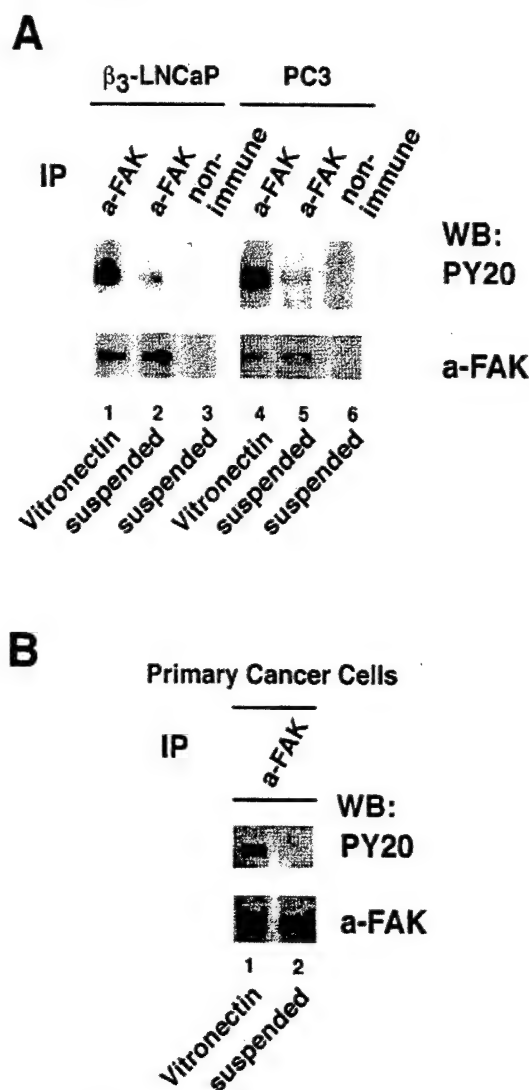 A
β3-LNCaP PC3
IP a-FAK a-FAK non-immune a-FAK a-FAK non-immune
WB:
PY20
a-FAK
1 2 3 4 5 6
Vitronectin suspended suspended Vitronectin suspended suspended
B
Primary Cancer Cells
IP a-FAK
WB:
PY20
a-FAK
1 2
Vitronectin suspended